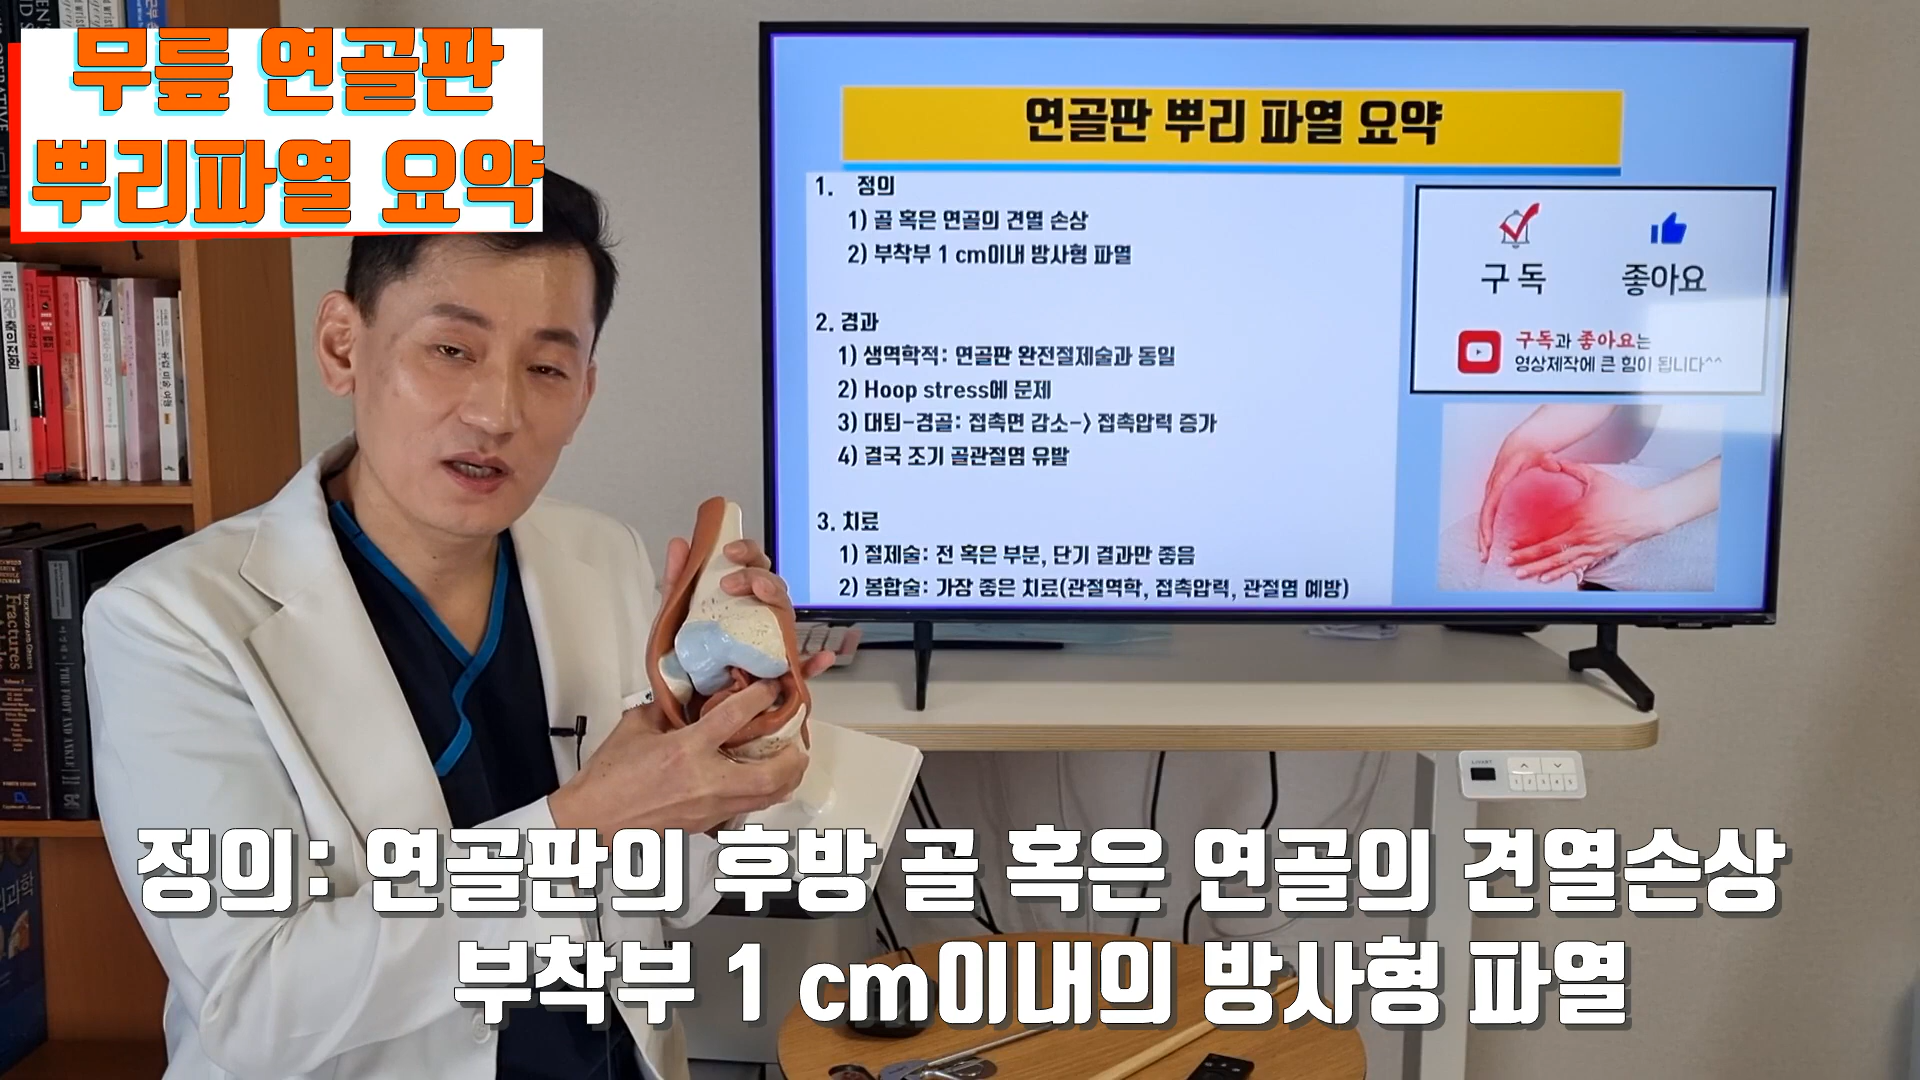 무릎 연골판
뿌리파열 요약
연골판 뿌리 파열 요약
1. 정의
1) 골 혹은 연골의 견열 손상
2) 부착부 1 cm이내 방사형 파열
2. 경과
1) 생역학적: 연골판 완전절제술과 동일
2) Hoop stress에 문제
3) 대퇴-경골: 접촉면 감소-> 접촉압력 증가
4) 결국 조기 골관절염 유발
3. 치료
1) 절제술: 전 혹은 부분, 단기 결과만 좋음
2) 봉합술: 가장 좋은 치료(관절역학, 접촉압력, 관절염 예방)
구독 좋아요
구독과 좋아요는
영상제작에 큰 힘이 됩니다^^
축의 전환
Fractures
THE FOOT AND ANKLE
정의: 연골판의 후방 골 혹은 연골의 견열손상
부착부 1 cm이내의 방사형 파열